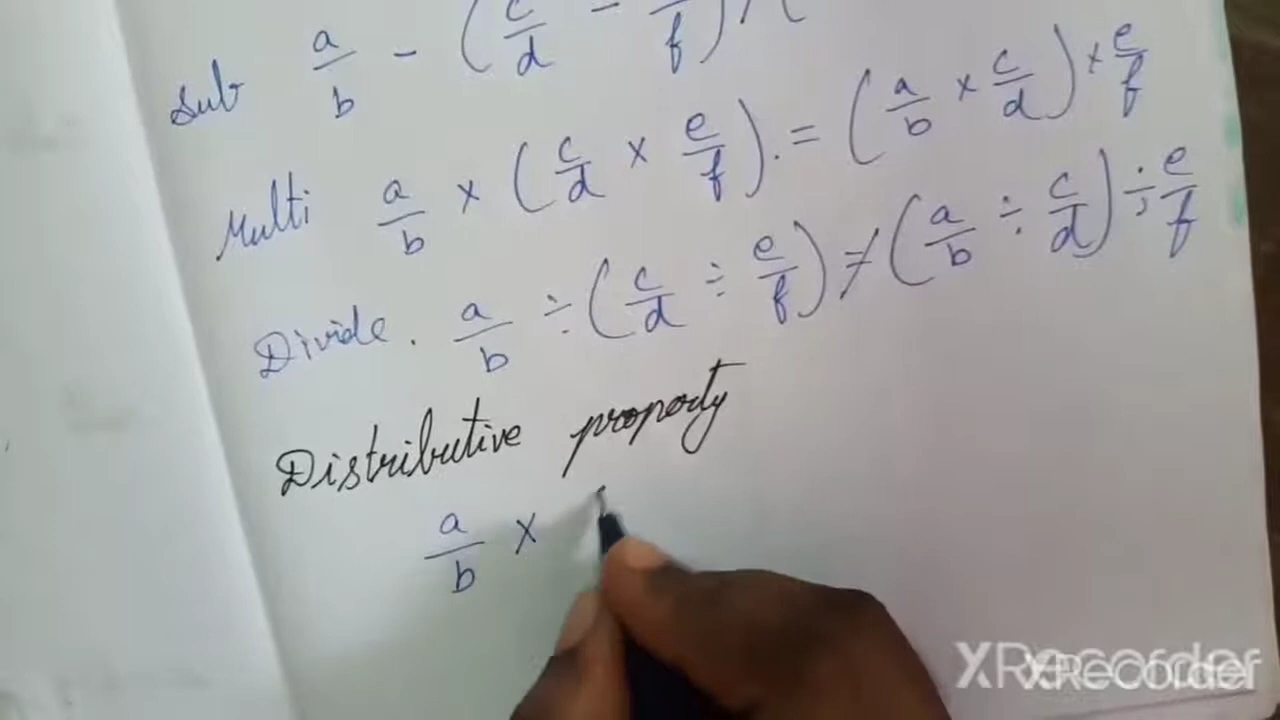 Sub a/b - (c/d - e/f) ≠ (
Multi a/b × (c/d × e/f). = (a/b × c/d) × e/f
Divide. a/b ÷ (c/d ÷ e/f) ≠ (a/b ÷ c/d) ÷ e/f
Distributive property
a/b ×
XRecorder